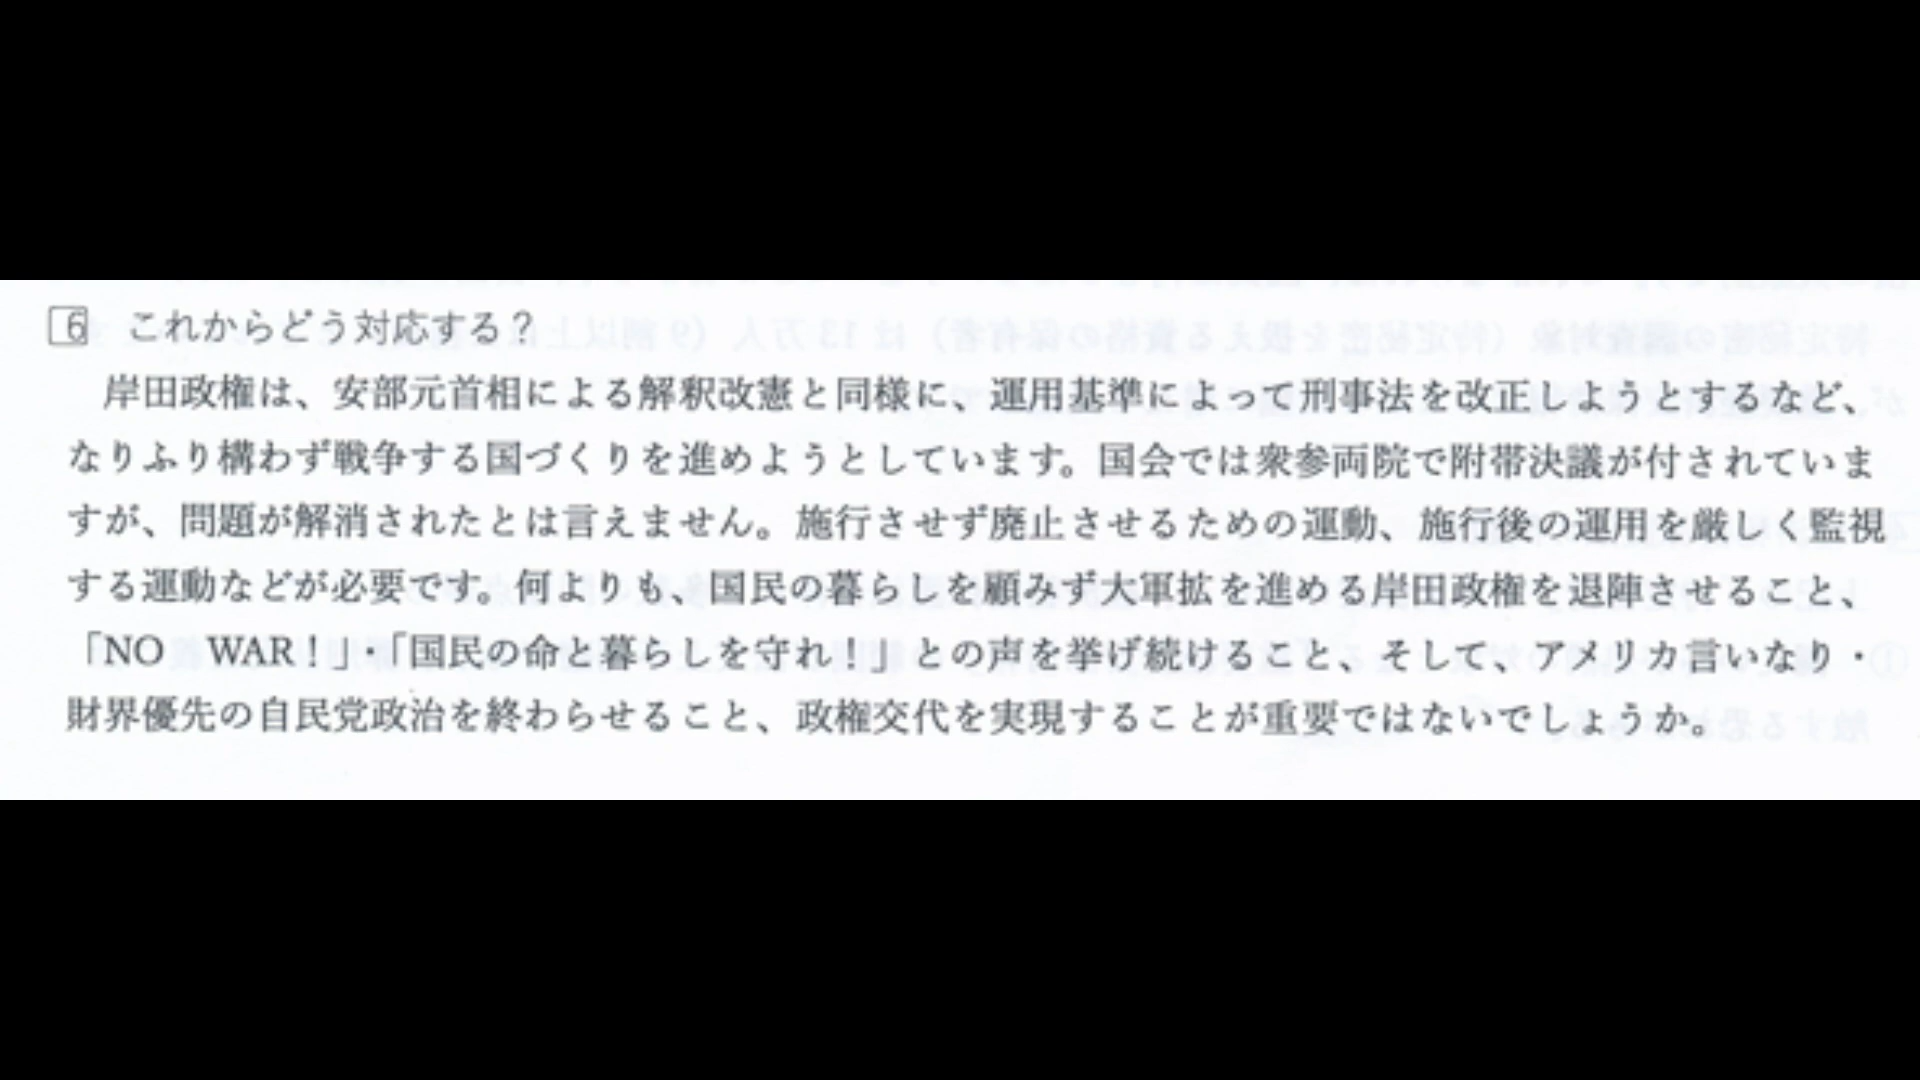 6 これからどう対応する？
岸田政権は、安部元首相による解釈改憲と同様に、運用基準によって刑事法を改正しようとするなど、
なりふり構わず戦争する国づくりを進めようとしています。国会では衆参両院で附帯決議が付されていま
すが、問題が解消されたとは言えません。施行させず廃止させるための運動、施行後の運用を厳しく監視
する運動などが必要です。何よりも、国民の暮らしを顧みず大軍拡を進める岸田政権を退陣させること、
「NO　WAR！」・「国民の命と暮らしを守れ！」との声を挙げ続けること、そして、アメリカ言いなり・
財界優先の自民党政治を終わらせること、政権交代を実現することが重要ではないでしょうか。